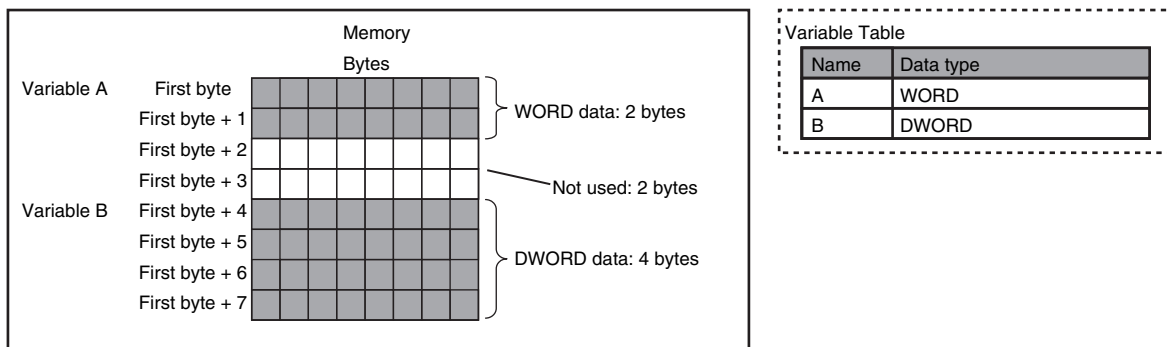 Memory
Bytes
Variable A
First byte
First byte + 1
WORD data: 2 bytes
First byte + 2
First byte + 3
Not used: 2 bytes
Variable B
First byte + 4
First byte + 5
DWORD data: 4 bytes
First byte + 6
First byte + 7
Variable Table
Name Data type
A WORD
B DWORD